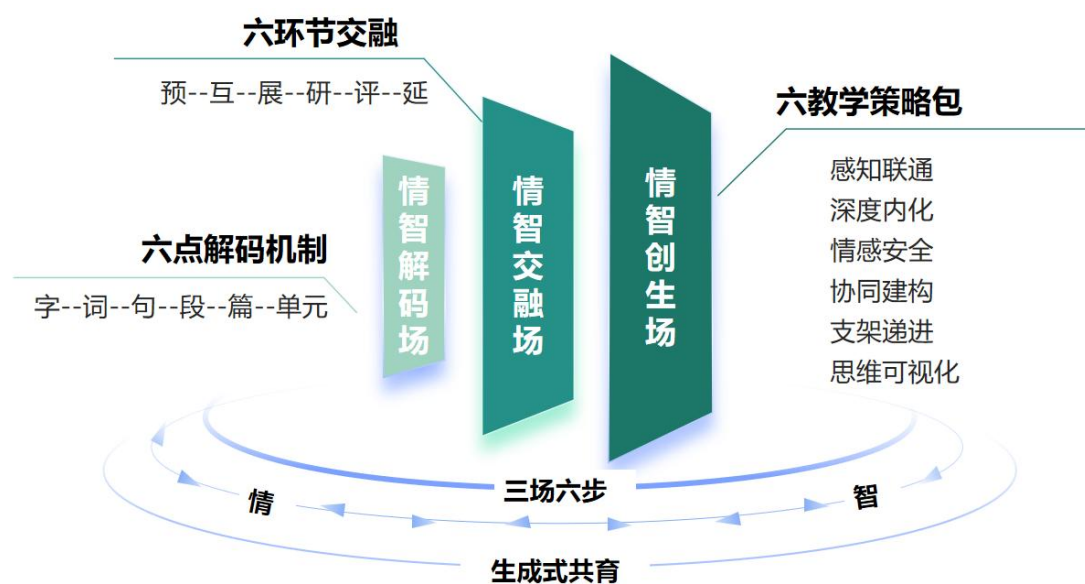 六环节交融
预--互--展--研--评--延
六教学策略包
感知联通
深度内化
情感安全
协同建构
支架递进
思维可视化
六点解码机制
字--词--句--段--篇--单元
情智解码场
情智交融场
情智创生场
三场六步
情
智
生成式共育